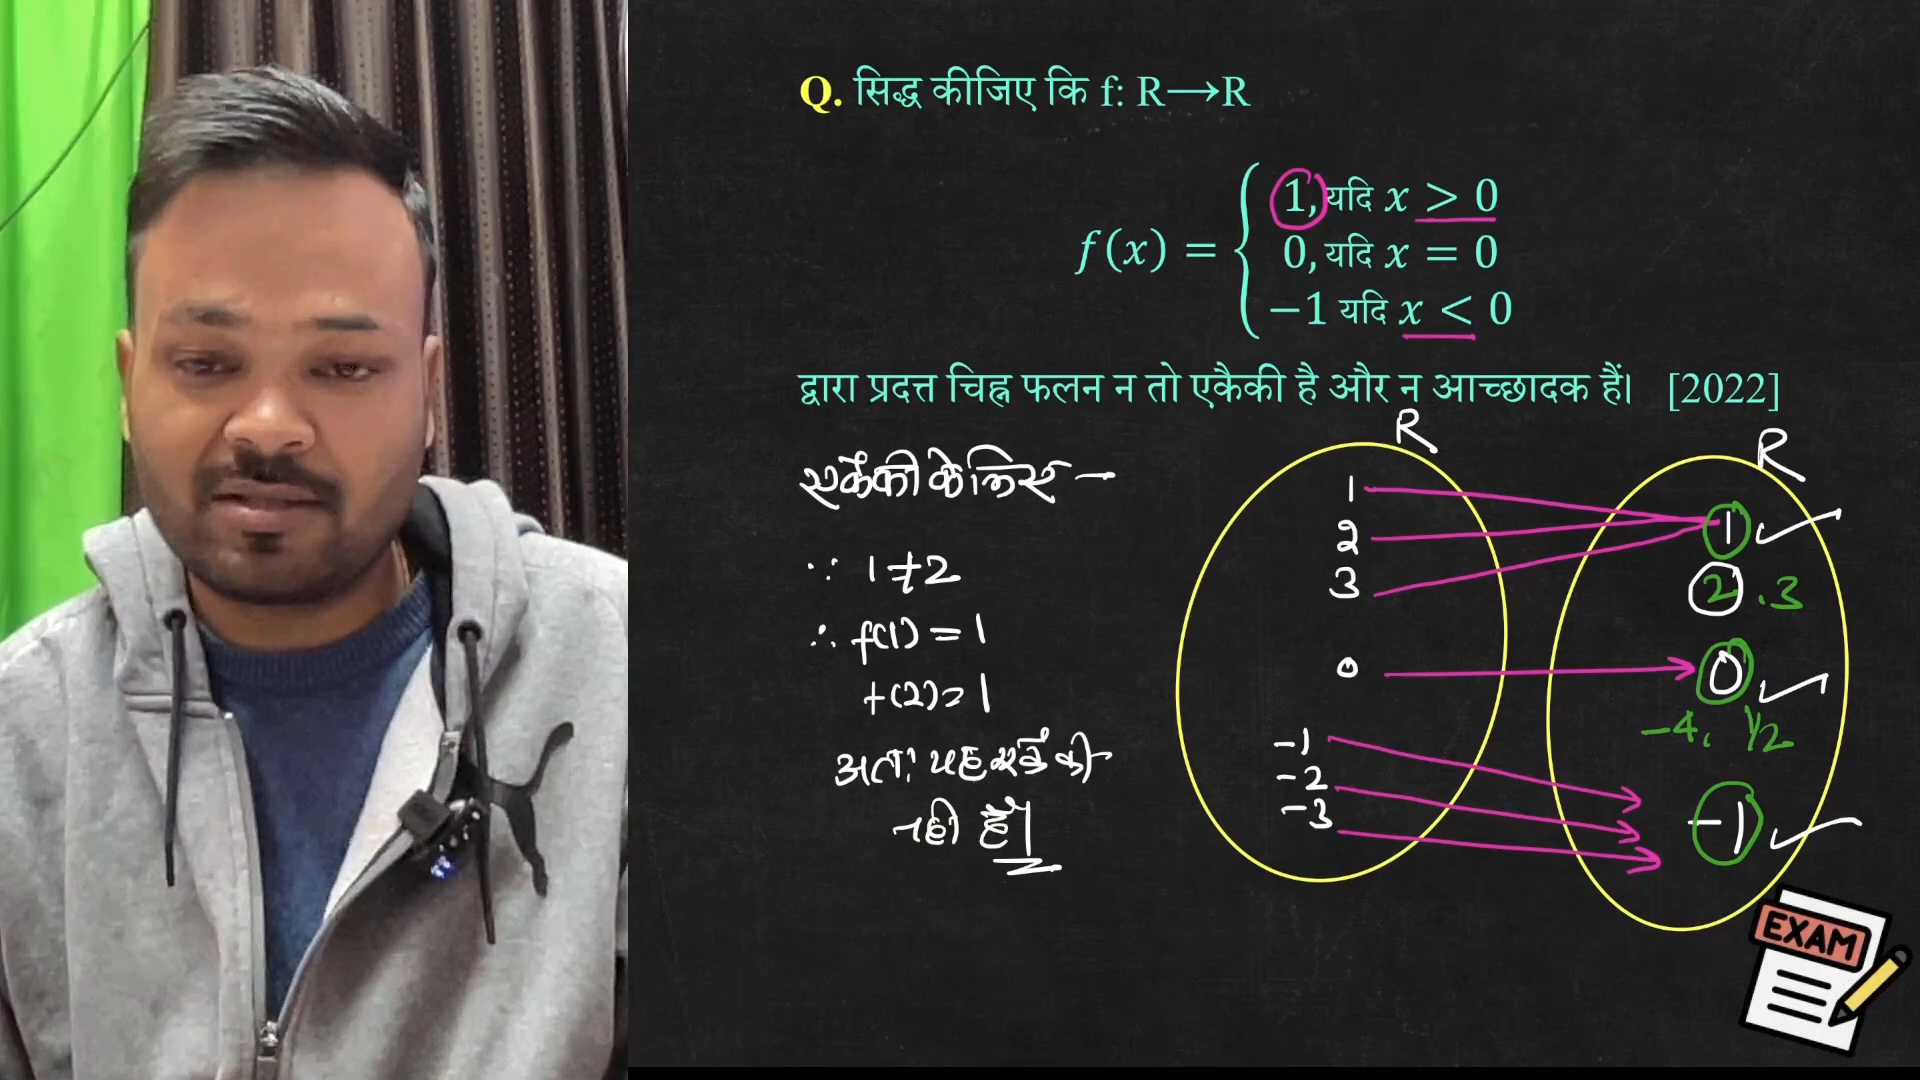 Q. सिद्ध कीजिए कि f: R⟶R
f(x) = { 1, यदि x > 0
0, यदि x = 0
−1 यदि x < 0
द्वारा प्रदत्त चिह्न फलन न तो एकैकी है और न आच्छादक हैं। [2022]
एकैकी के लिए –
∵ 1≠2
∴ f(1) = 1
f(2) = 1
अतः यह एकैकी
नही है।
R
1
2
3
0
-1
-2
-3
R
1
2 . 3
0
-4, 1/2
-1
EXAM